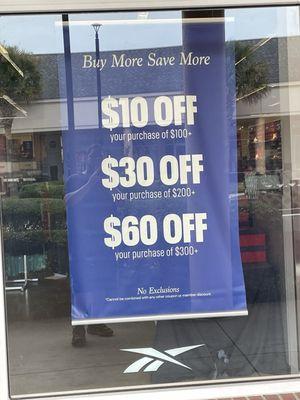 Buy More Save More
$10 OFF
your purchase of $100+
$30 OFF
your purchase of $200+
$60 OFF
your purchase of $300+
No Exclusions
*Cannot be combined with any other coupon or member discount.